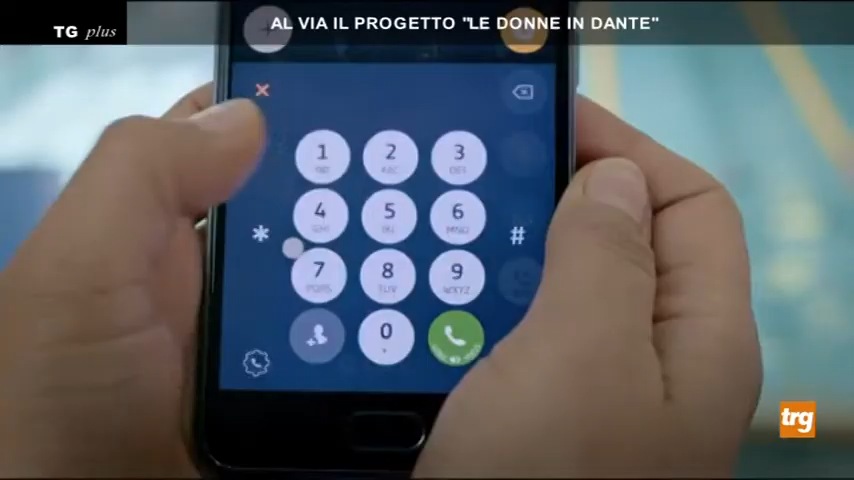 TG plus
AL VIA IL PROGETTO "LE DONNE IN DANTE"
1 2 3
ABC DEF
* 4 5 6 #
GHI JKL MNO
7 8 9
PQRS TUV WXYZ
0
+
trg